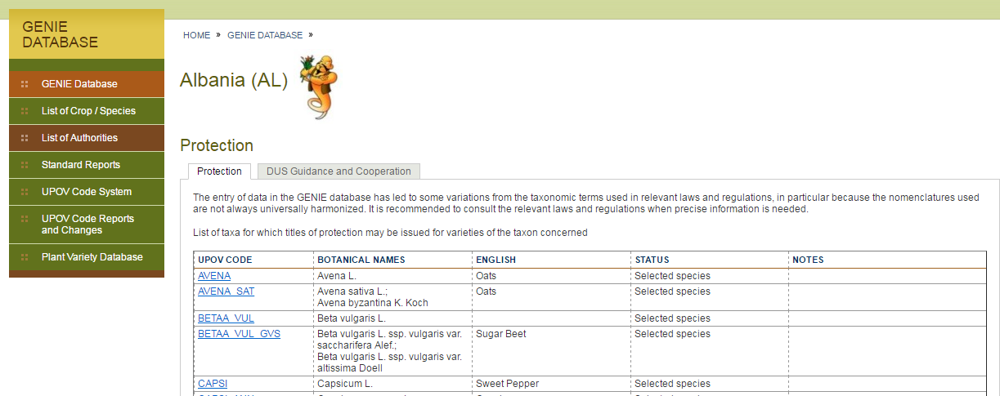 GENIE
DATABASE
GENIE Database
List of Crop / Species
List of Authorities
Standard Reports
UPOV Code System
UPOV Code Reports
and Changes
Plant Variety Database
HOME » GENIE DATABASE »
Albania (AL)
Protection
Protection DUS Guidance and Cooperation
The entry of data in the GENIE database has led to some variations from the taxonomic terms used in relevant laws and regulations, in particular because the nomenclatures used
are not always universally harmonized. It is recommended to consult the relevant laws and regulations when precise information is needed.
List of taxa for which titles of protection may be issued for varieties of the taxon concerned
UPOV CODE BOTANICAL NAMES ENGLISH STATUS NOTES
AVENA Avena L. Oats Selected species
AVENA_SAT Avena sativa L.; Oats Selected species
Avena byzantina K. Koch
BETAA_VUL Beta vulgaris L. Selected species
BETAA_VUL_GVS Beta vulgaris L. ssp. vulgaris var. Sugar Beet Selected species
saccharifera Alef.;
Beta vulgaris L. ssp. vulgaris var.
altissima Doell
CAPSI Capsicum L. Sweet Pepper Selected species